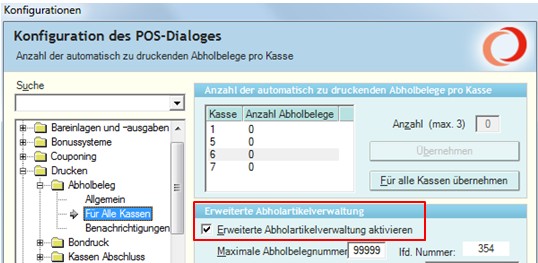 Konfigurationen
Konfiguration des POS-Dialoges
Anzahl der automatisch zu druckenden Abholbelege pro Kasse
Suche
Bareinlagen und -ausgaben
Bonussysteme
Couponing
Drucken
Abholbeleg
Allgemein
Für Alle Kassen
Benachrichtigungen
Bondruck
Kassen Abschluss
Anzahl der automatisch zu druckenden Abholbelege pro Kasse
Kasse Anzahl Abholbelege
1 0
5 0
6 0
7 0
Anzahl (max. 3) 0
Übernehmen
Für alle Kassen übernehmen
Erweiterte Abholartikelverwaltung
Erweiterte Abholartikelverwaltung aktivieren
Maximale Abholbelegnummer 99999 lfd. Nummer: 354